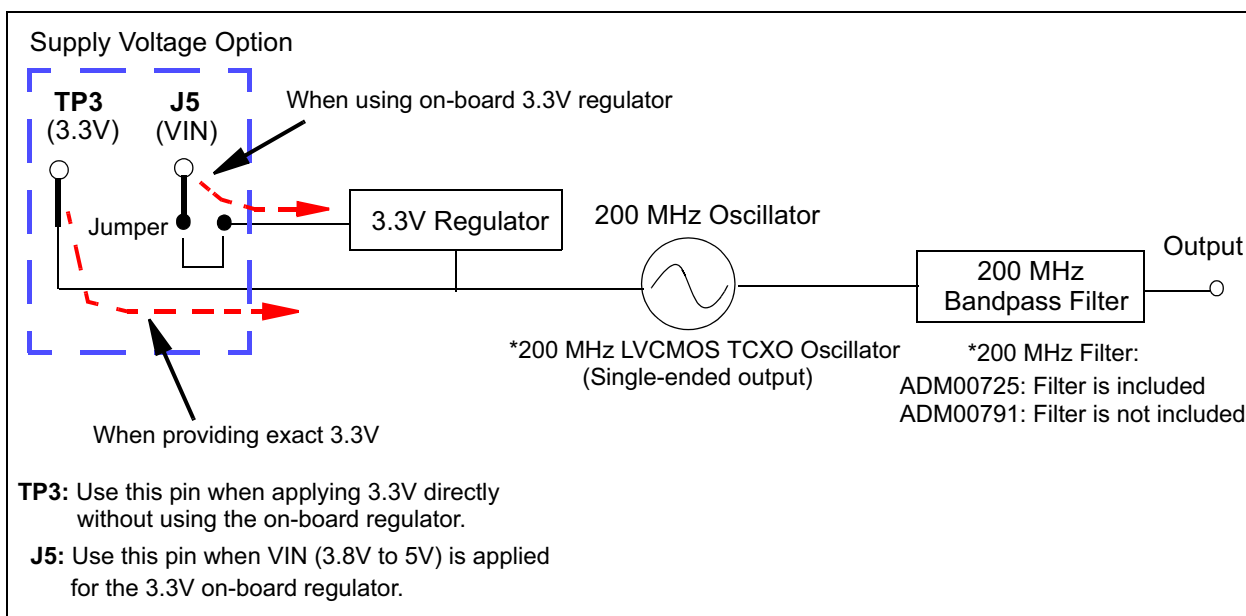 Supply Voltage Option
TP3
(3.3V)
J5
(VIN)
When using on-board 3.3V regulator
Jumper
3.3V Regulator
200 MHz Oscillator
200 MHz
Bandpass Filter
Output
*200 MHz LVCMOS TCXO Oscillator
(Single-ended output)
*200 MHz Filter:
ADM00725: Filter is included
ADM00791: Filter is not included
When providing exact 3.3V
TP3: Use this pin when applying 3.3V directly
without using the on-board regulator.
J5: Use this pin when VIN (3.8V to 5V) is applied
for the 3.3V on-board regulator.